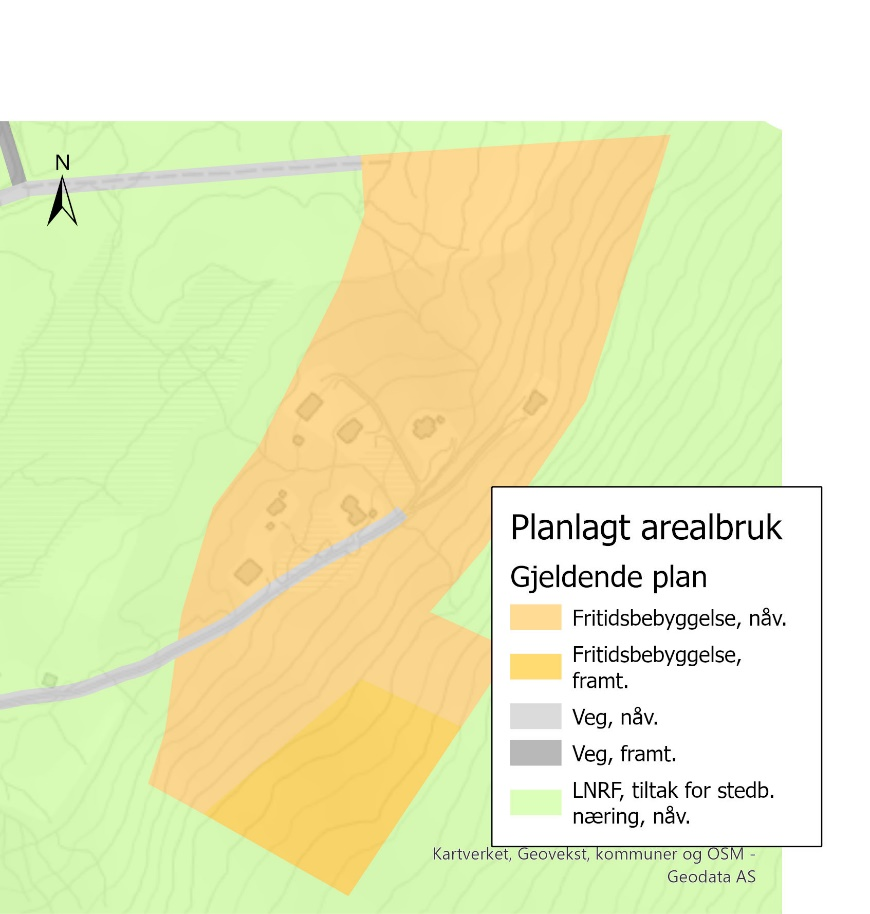 N
Planlagt arealbruk
Gjeldende plan
Fritidsbebyggelse, nåv.
Fritidsbebyggelse,
framt.
Veg, nåv.
Veg, framt.
LNRF, tiltak for stedb.
næring, nåv.
Kartverket, Geovekst, kommuner og OSM -
Geodata AS